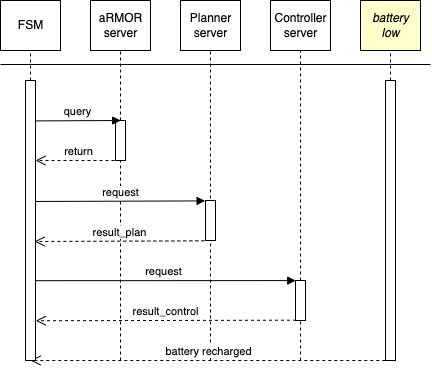 FSM
aRMOR
server
Planner
server
Controller
server
battery
low
query
return
request
result_plan
request
result_control
battery recharged